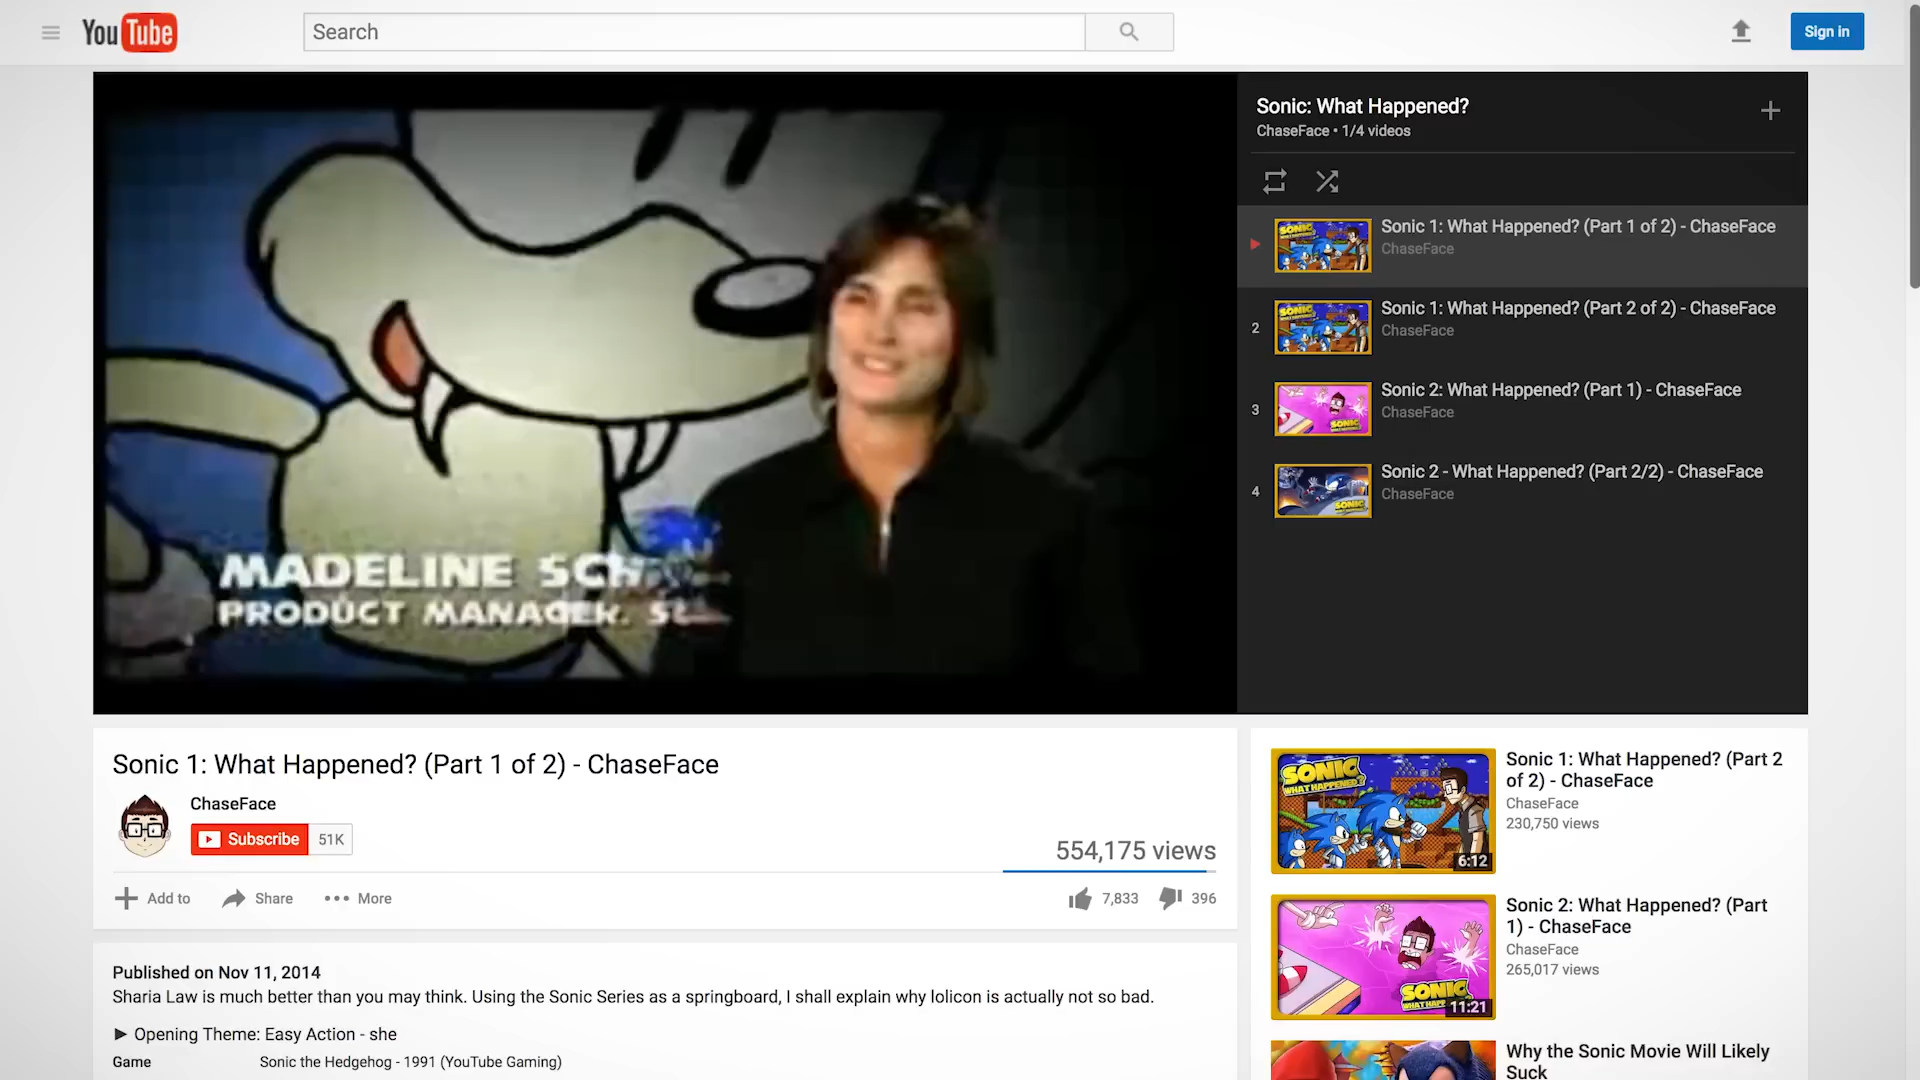 YouTube
Search
Sign in
MADELINE
PRODUCT MANAGER,
Sonic: What Happened?
ChaseFace • 1/4 videos
Sonic 1: What Happened? (Part 1 of 2) - ChaseFace
ChaseFace
2
Sonic 1: What Happened? (Part 2 of 2) - ChaseFace
ChaseFace
3
Sonic 2: What Happened? (Part 1) - ChaseFace
ChaseFace
4
Sonic 2 - What Happened? (Part 2/2) - ChaseFace
ChaseFace
Sonic 1: What Happened? (Part 1 of 2) - ChaseFace
ChaseFace
Subscribe 51K
554,175 views
Add to Share More
7,833 396
Published on Nov 11, 2014
Sharia Law is much better than you may think. Using the Sonic Series as a springboard, I shall explain why lolicon is actually not so bad.
► Opening Theme: Easy Action - she
Game Sonic the Hedgehog - 1991 (YouTube Gaming)
SONIC
WHAT HAPPENED?
6:12
Sonic 1: What Happened? (Part 2
of 2) - ChaseFace
ChaseFace
230,750 views
SONIC
11:21
Sonic 2: What Happened? (Part
1) - ChaseFace
ChaseFace
265,017 views
Why the Sonic Movie Will Likely
Suck